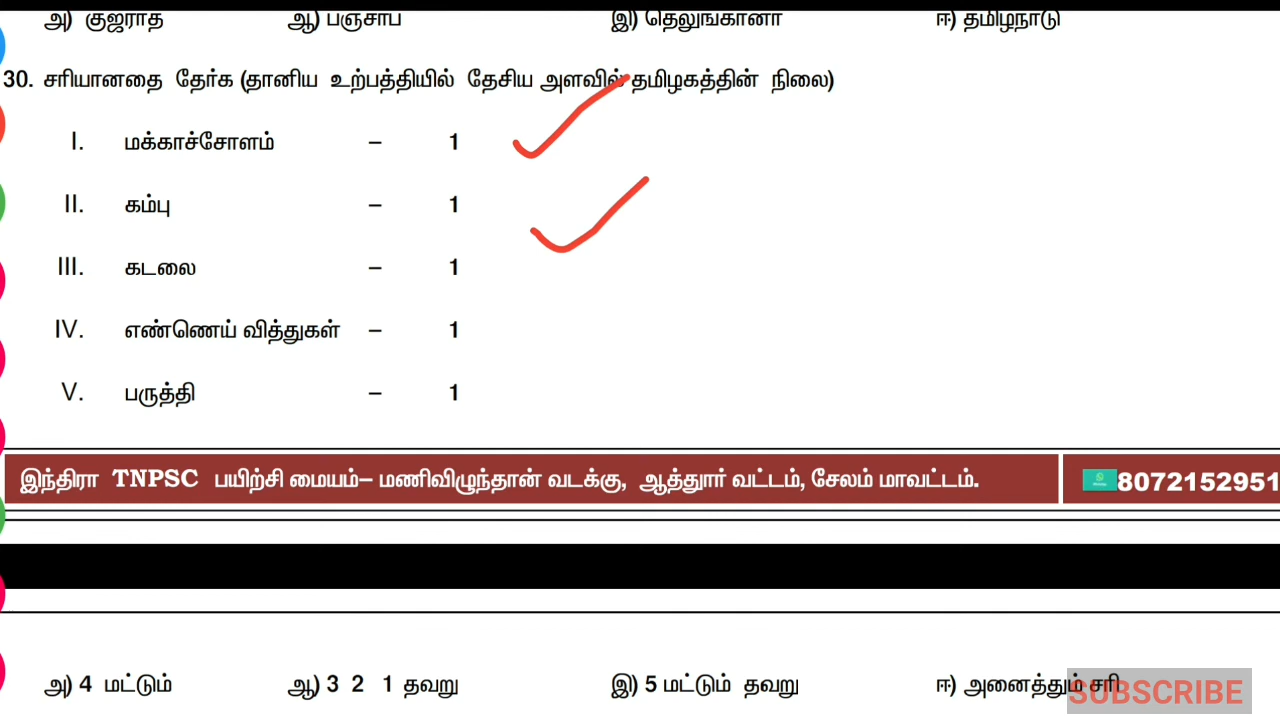 அ) குஜராத் ஆ) பஞ்சாப் இ) தெலுங்கானா ஈ) தமிழ்நாடு
30. சரியானதை தேர்க (தானிய உற்பத்தியில் தேசிய அளவில் தமிழகத்தின் நிலை)
I. மக்காச்சோளம் – 1
II. கம்பு – 1
III. கடலை – 1
IV. எண்ணெய் வித்துகள் – 1
V. பருத்தி – 1
இந்திரா TNPSC பயிற்சி மையம்– மணிவிழுந்தான் வடக்கு, ஆத்துார் வட்டம், சேலம் மாவட்டம். 8072152951
அ) 4 மட்டும் ஆ) 3 2 1 தவறு இ) 5 மட்டும் தவறு ஈ) அனைத்தும் சரி
SUBSCRIBE